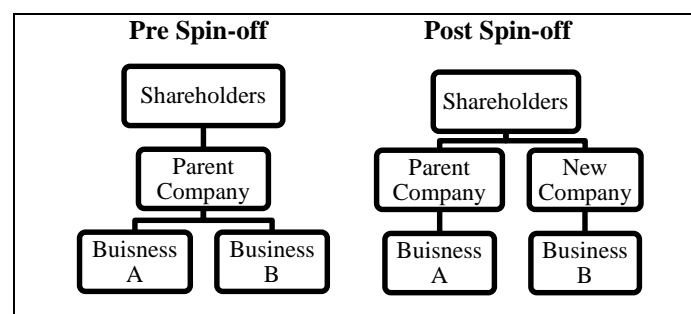 Pre Spin-off
Shareholders
Parent
Company
Buisness
A
Business
B
Post Spin-off
Shareholders
Parent
Company
New
Company
Buisness
A
Business
B